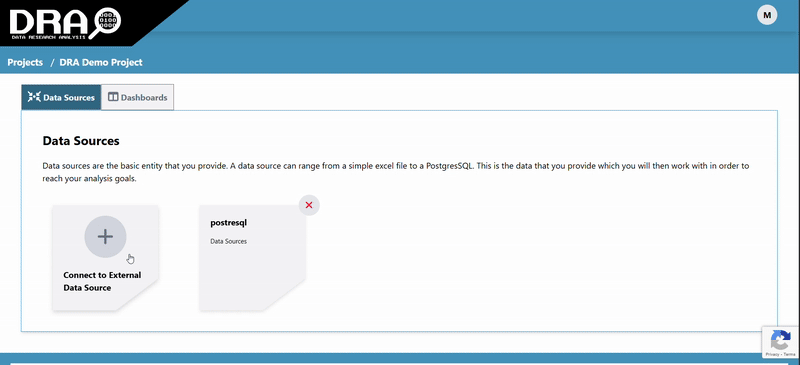 DRA
000
0100
000
DATA RESEARCH ANALYSIS
M
Projects / DRA Demo Project
Data Sources
Dashboards
Data Sources
Data sources are the basic entity that you provide. A data source can range from a simple excel file to a PostgresSQL. This is the data that you provide which you will then work with in order to
reach your analysis goals.
Connect to External
Data Source
postresql
Data Sources
Privacy - Terms